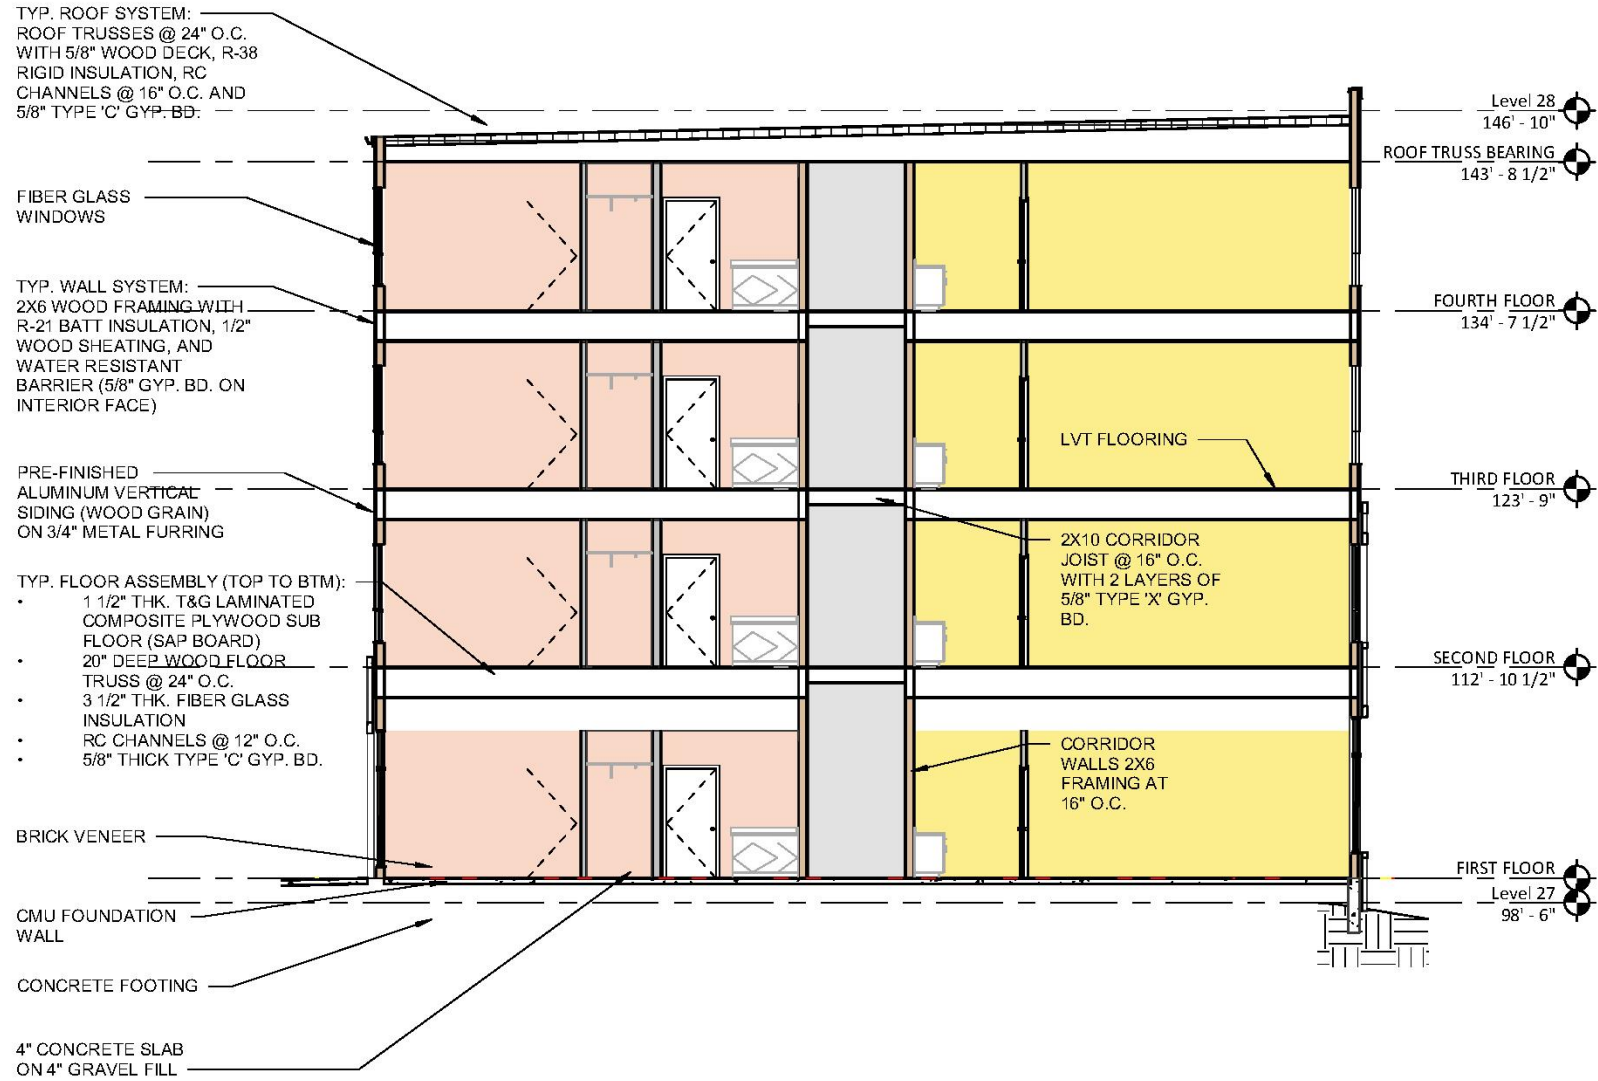 TYP. ROOF SYSTEM:
ROOF TRUSSES @ 24" O.C.
WITH 5/8" WOOD DECK, R-38
RIGID INSULATION, RC
CHANNELS @ 16" O.C. AND
5/8" TYPE 'C' GYP. BD.
FIBER GLASS
WINDOWS
TYP. WALL SYSTEM:
2X6 WOOD FRAMING WITH
R-21 BATT INSULATION, 1/2"
WOOD SHEATING, AND
WATER RESISTANT
BARRIER (5/8" GYP. BD. ON
INTERIOR FACE)
PRE-FINISHED
ALUMINUM VERTICAL
SIDING (WOOD GRAIN)
ON 3/4" METAL FURRING
TYP. FLOOR ASSEMBLY (TOP TO BTM):
• 1 1/2" THK. T&G LAMINATED
COMPOSITE PLYWOOD SUB
FLOOR (SAP BOARD)
• 20" DEEP WOOD FLOOR
TRUSS @ 24" O.C.
• 3 1/2" THK. FIBER GLASS
INSULATION
• RC CHANNELS @ 12" O.C.
• 5/8" THICK TYPE 'C' GYP. BD.
BRICK VENEER
CMU FOUNDATION
WALL
CONCRETE FOOTING
4" CONCRETE SLAB
ON 4" GRAVEL FILL
LVT FLOORING
2X10 CORRIDOR
JOIST @ 16" O.C.
WITH 2 LAYERS OF
5/8" TYPE 'X' GYP.
BD.
CORRIDOR
WALLS 2X6
FRAMING AT
16" O.C.
Level 28
146' - 10"
ROOF TRUSS BEARING
143' - 8 1/2"
FOURTH FLOOR
134' - 7 1/2"
THIRD FLOOR
123' - 9"
SECOND FLOOR
112' - 10 1/2"
FIRST FLOOR
Level 27
98' - 6"